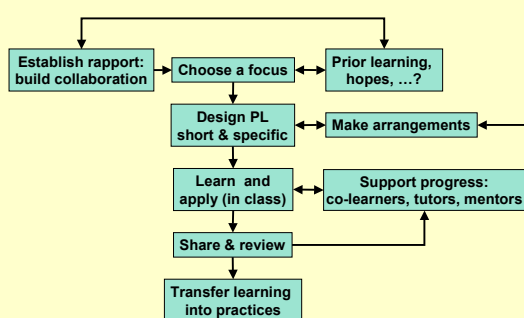 Establish rapport:
build collaboration
Choose a focus
Prior learning,
hopes, ...?
Design PL
short & specific
Make arrangements
Learn and
apply (in class)
Support progress:
co-learners, tutors, mentors
Share & review
Transfer learning
into practices